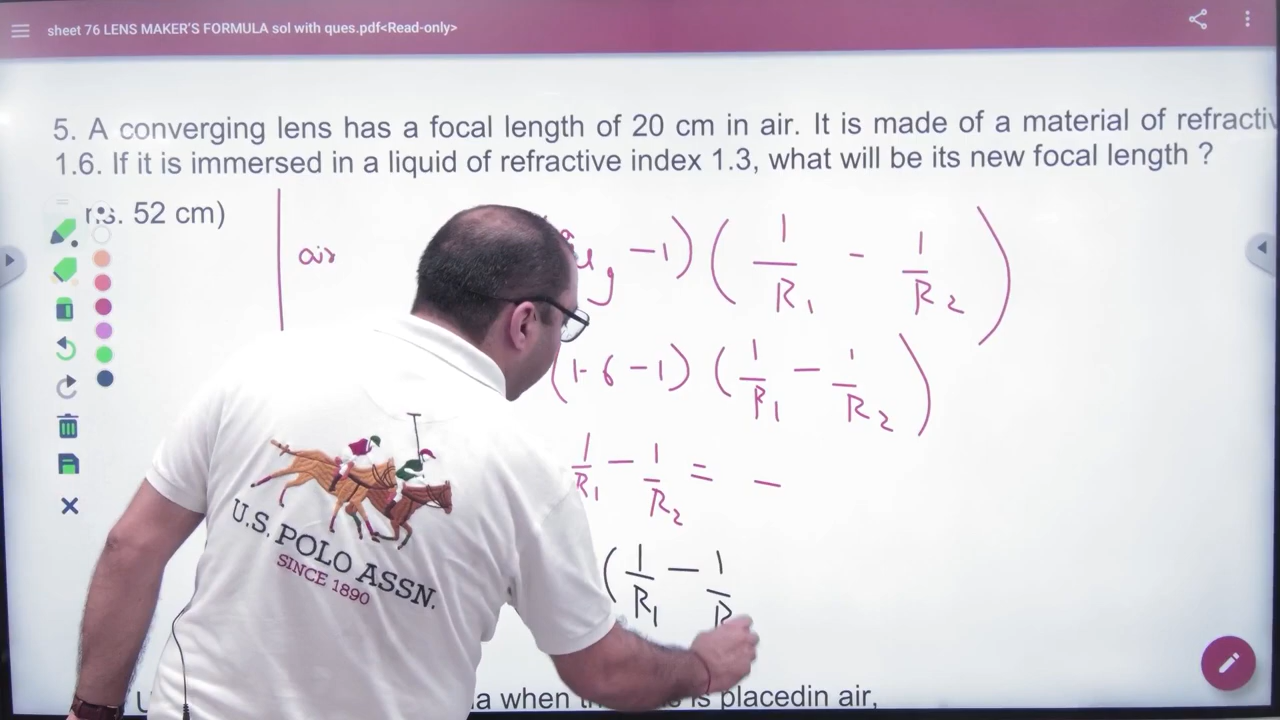 sheet 76 LENS MAKER'S FORMULA sol with ques.pdf<Read-only>
5. A converging lens has a focal length of 20 cm in air. It is made of a material of refractiv
1.6. If it is immersed in a liquid of refractive index 1.3, what will be its new focal length ?
s. 52 cm)
air -1) ( 1/R1 - 1/R2 )
(1.6 -1) ( 1/R1 - 1/R2 )
1/R1 - 1/R2 = -
( 1/R1 - 1/R
U.S. POLO ASSN.
SINCE 1890
when is placedin air,